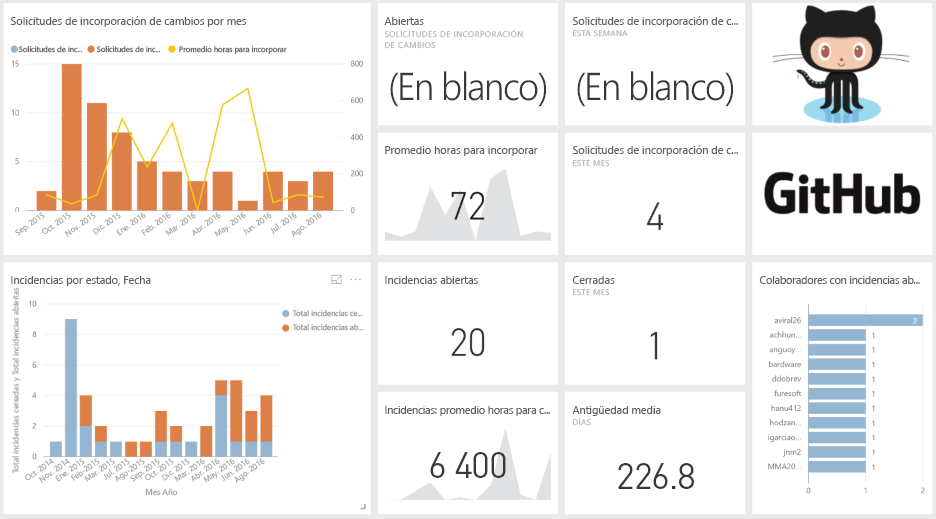 Solicitudes de incorporación de cambios por mes
Solicitudes de inc... Solicitudes de inc... Promedio horas para incorporar
15 800
10 600
400
5 200
0 0
Sep. 2015 Oct. 2015 Nov. 2015 Dic. 2015 Ene. 2016 Feb. 2016 Mar. 2016 Abr. 2016 May. 2016 Jun. 2016 Jul. 2016 Ago. 2016
Abiertas
SOLICITUDES DE INCORPORACIÓN
DE CAMBIOS
(En blanco)
Solicitudes de incorporación de c...
ESTA SEMANA
(En blanco)
Promedio horas para incorporar
72
Solicitudes de incorporación de c...
ESTE MES
4
GitHub
Incidencias por estado, Fecha
...
Total incidencias ce...
Total incidencias ab...
Total incidencias cerradas y Total incidencias abiertas
10
8
6
4
2
0
Oct. 2014 Nov. 2014 Ene. 2015 Feb. 2015 Mar. 2015 Jul. 2015 Ago. 2015 Sep. 2015 Oct. 2015 Dic. 2015 Mar. 2016 Abr. 2016 May. 2016 Jun. 2016 Ago. 2016
Mes Año
Incidencias abiertas
20
Cerradas
ESTE MES
1
Incidencias: promedio horas para c...
6 400
Antigüedad media
DÍAS
226.8
Colaboradores con incidencias ab...
aviral26 2
achhun... 1
anguoy... 1
bardware 1
ddobrev 1
furesoft 1
hanu412 1
hodzan... 1
igarciao... 1
jnm2 1
MMA20... 1
0 1 2